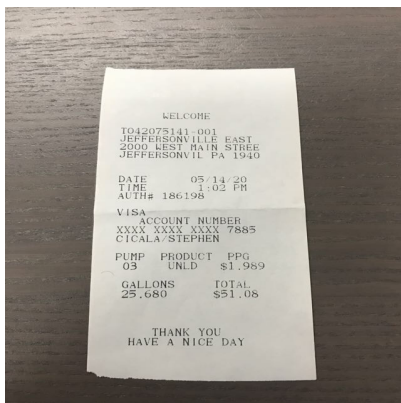 WELCOME
TO42075141-001
JEFFERSONVILLE EAST
2000 WEST MAIN STREE
JEFFERSONVIL PA 1940
DATE 05/14/20
TIME 1:02 PM
AUTH# 186198
VISA
ACCOUNT NUMBER
XXXX XXXX XXXX 7885
CICALA/STEPHEN
PUMP PRODUCT PPG
03 UNLD $1.989
GALLONS TOTAL
25.680 $51.08
THANK YOU
HAVE A NICE DAY